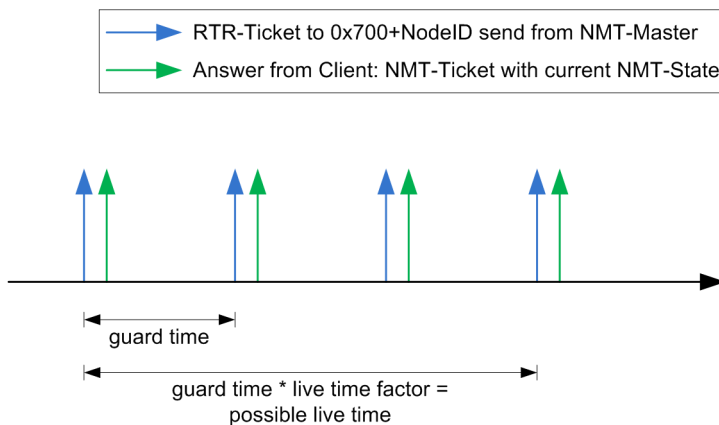 RTR-Ticket to 0x700+NodeID send from NMT-Master
Answer from Client: NMT-Ticket with current NMT-State
guard time
guard time * live time factor =
possible live time